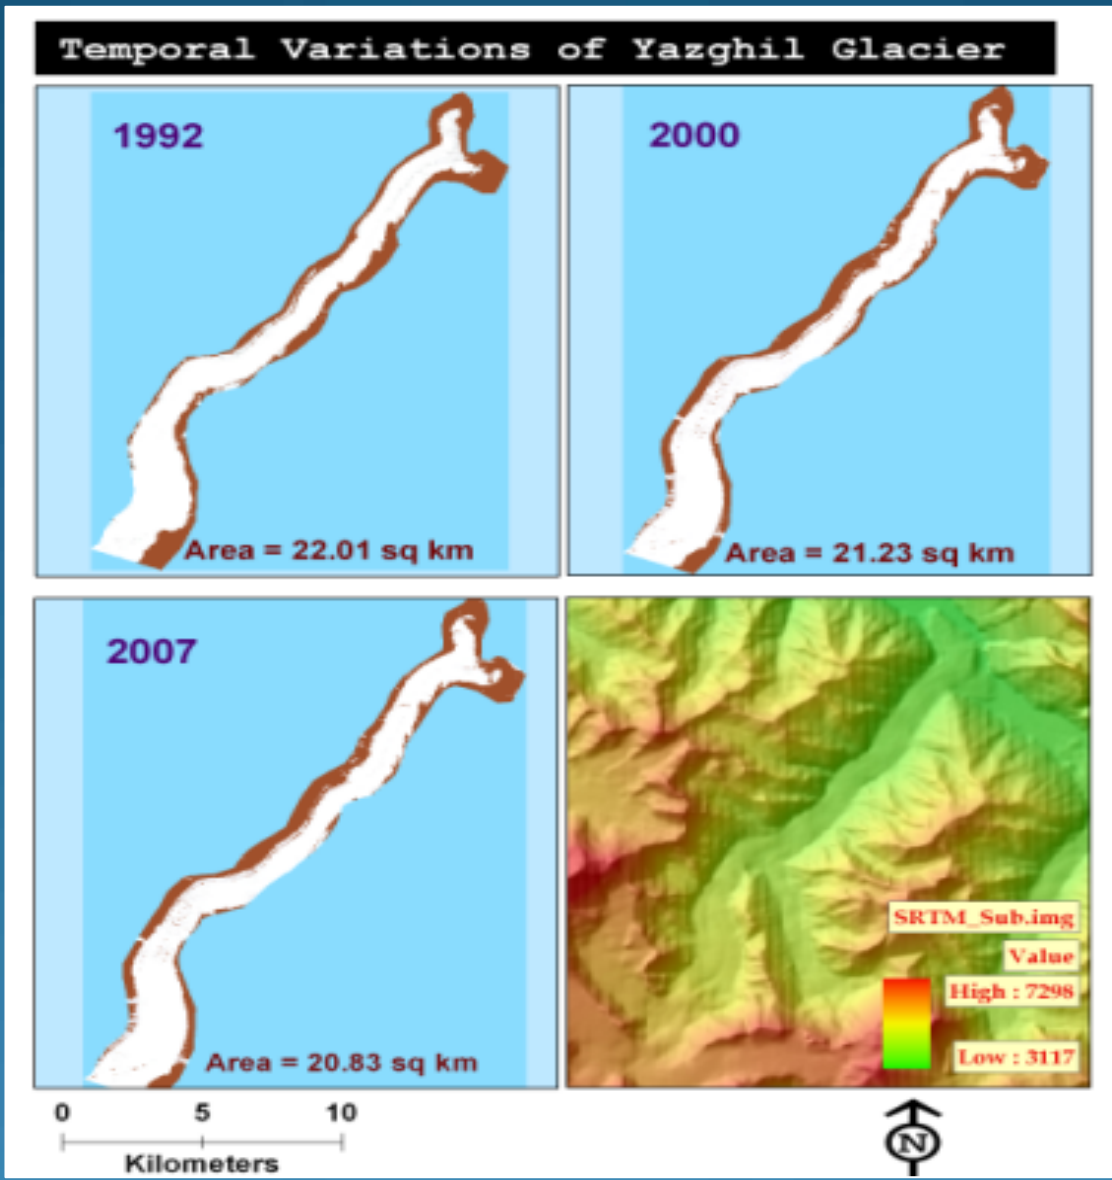 Temporal Variations of Yazghil Glacier
1992
Area = 22.01 sq km
2000
Area = 21.23 sq km
2007
Area = 20.83 sq km
SRTM_Sub.img
Value
High : 7298
Low : 3117
0 5 10
Kilometers
N